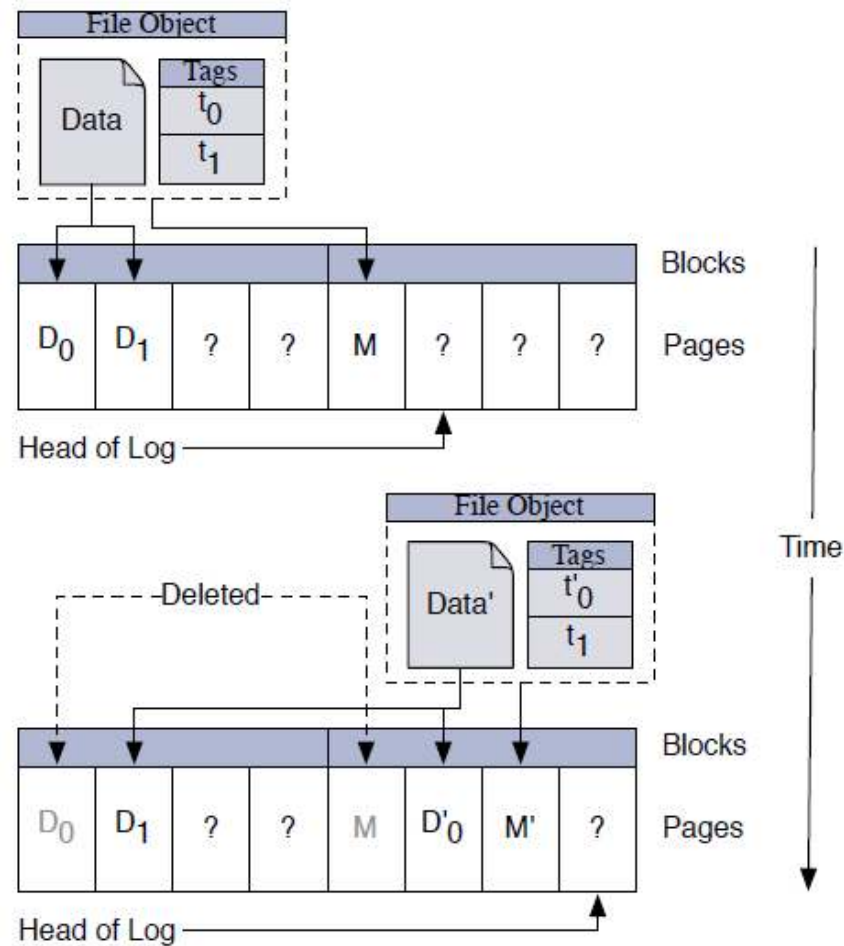 File Object
Data
Tags
t0
t1
Blocks
D0 D1 ? ? M ? ? ? Pages
Head of Log
File Object
Time
Deleted
Data'
Tags
t'0
t1
Blocks
D0 D1 ? ? M D'0 M' ? Pages
Head of Log